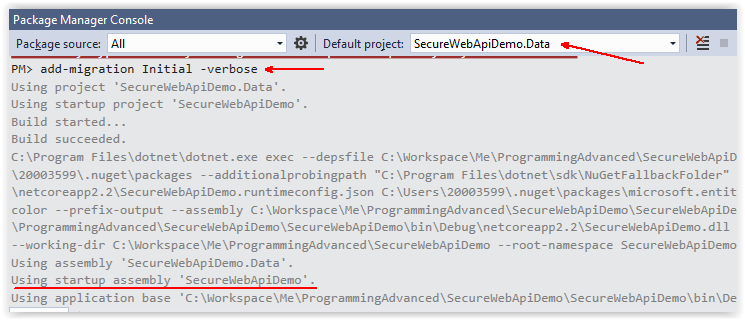 Package Manager Console
Package source: All Default project: SecureWebApiDemo.Data
PM> add-migration Initial -verbose
Using project 'SecureWebApiDemo.Data'.
Using startup project 'SecureWebApiDemo'.
Build started...
Build succeeded.
C:\Program Files\dotnet\dotnet.exe exec --depsfile C:\Workspace\Me\ProgrammingAdvanced\SecureWebApiD
\20003599\.nuget\packages --additionalprobingpath "C:\Program Files\dotnet\sdk\NuGetFallbackFolder"
\netcoreapp2.2\SecureWebApiDemo.runtimeconfig.json C:\Users\20003599\.nuget\packages\microsoft.entit
color --prefix-output --assembly C:\Workspace\Me\ProgrammingAdvanced\SecureWebApiDemo\SecureWebApiDe
\ProgrammingAdvanced\SecureWebApiDemo\SecureWebApiDemo\bin\Debug\netcoreapp2.2\SecureWebApiDemo.dll
--working-dir C:\Workspace\Me\ProgrammingAdvanced\SecureWebApiDemo --root-namespace SecureWebApiDemo
Using assembly 'SecureWebApiDemo.Data'.
Using startup assembly 'SecureWebApiDemo'.
Using application base 'C:\Workspace\Me\ProgrammingAdvanced\SecureWebApiDemo\SecureWebApiDemo\bin\De